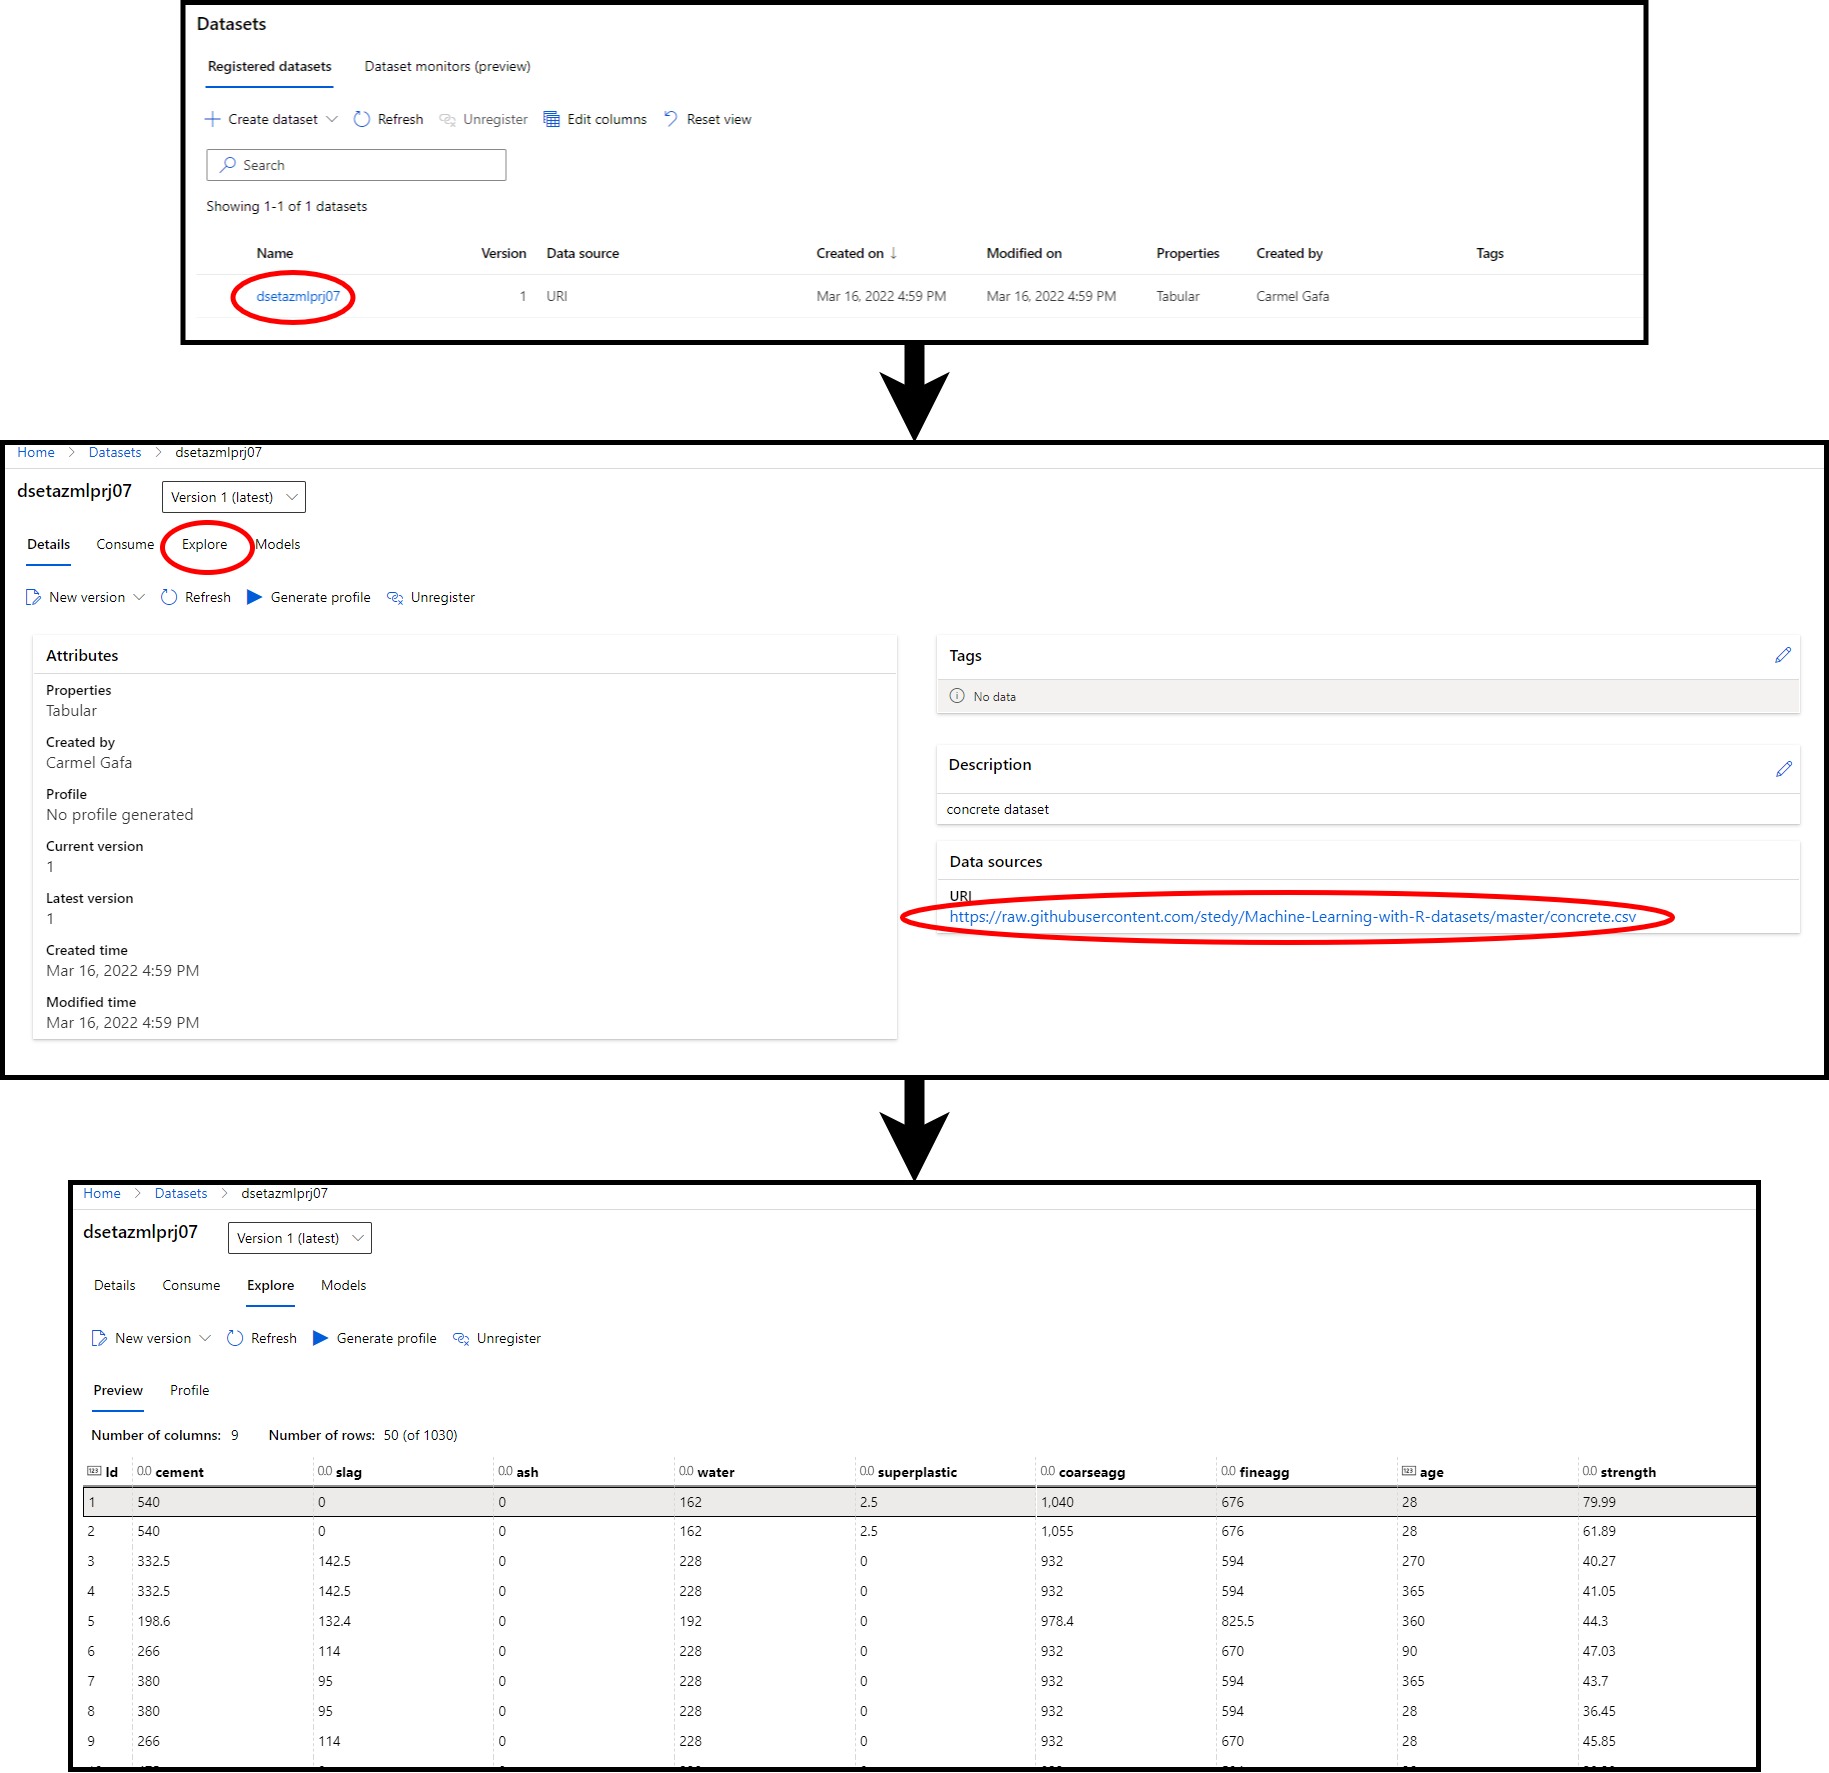 Datasets
Registered datasets Dataset monitors (preview)
Create dataset Refresh Unregister Edit columns Reset view
Search
Showing 1-1 of 1 datasets
Name Version Data source Created on ↓ Modified on Properties Created by Tags
dsetazmlprj07 1 URI Mar 16, 2022 4:59 PM Mar 16, 2022 4:59 PM Tabular Carmel Gafa
Home > Datasets > dsetazmlprj07
dsetazmlprj07 Version 1 (latest)
Details Consume Explore Models
New version Refresh Generate profile Unregister
Attributes
Properties
Tabular
Created by
Carmel Gafa
Profile
No profile generated
Current version
1
Latest version
1
Created time
Mar 16, 2022 4:59 PM
Modified time
Mar 16, 2022 4:59 PM
Tags
No data
Description
concrete dataset
Data sources
URI
https://raw.githubusercontent.com/stedy/Machine-Learning-with-R-datasets/master/concrete.csv
Home > Datasets > dsetazmlprj07
dsetazmlprj07 Version 1 (latest)
Details Consume Explore Models
New version Refresh Generate profile Unregister
Preview Profile
Number of columns: 9 Number of rows: 50 (of 1030)
123 Id 0.0 cement 0.0 slag 0.0 ash 0.0 water 0.0 superplastic 0.0 coarseagg 0.0 fineagg 123 age 0.0 strength
1 540 0 0 162 2.5 1,040 676 28 79.99
2 540 0 0 162 2.5 1,055 676 28 61.89
3 332.5 142.5 0 228 0 932 594 270 40.27
4 332.5 142.5 0 228 0 932 594 365 41.05
5 198.6 132.4 0 192 0 978.4 825.5 360 44.3
6 266 114 0 228 0 932 670 90 47.03
7 380 95 0 228 0 932 594 365 43.7
8 380 95 0 228 0 932 594 28 36.45
9 266 114 0 228 0 932 670 28 45.85